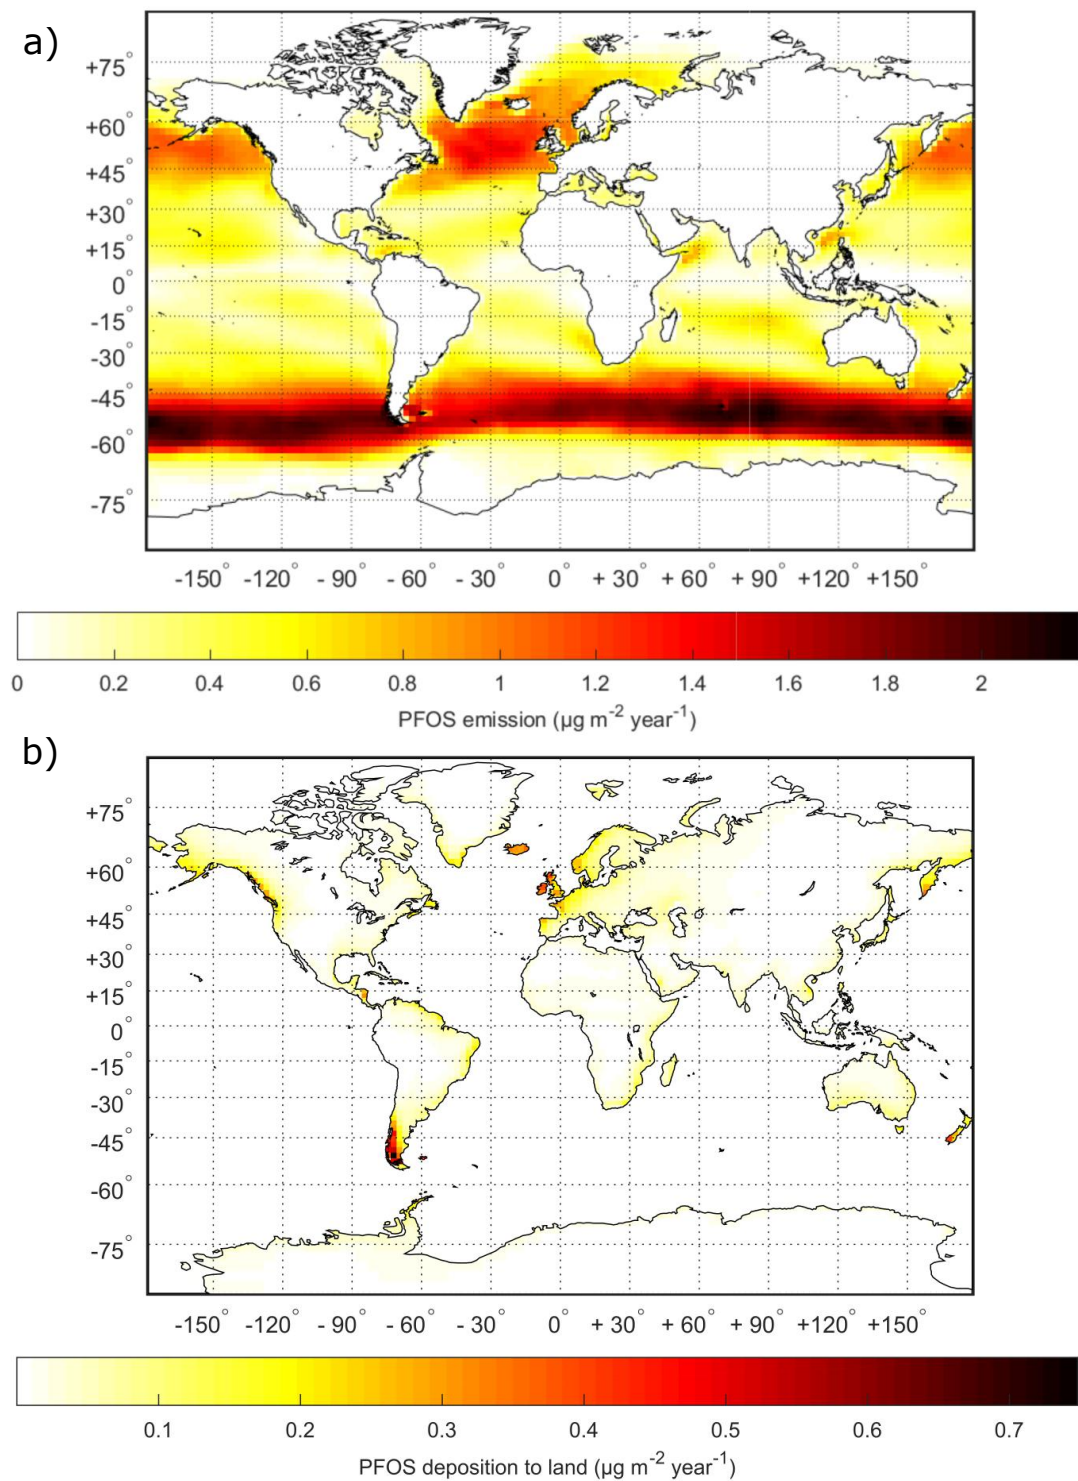 a)
+75°
+60°
+45°
+30°
+15°
0°
-15°
-30°
-45°
-60°
-75°
-150° -120° - 90° - 60° - 30° 0° + 30° + 60° + 90° +120° +150°
0 0.2 0.4 0.6 0.8 1 1.2 1.4 1.6 1.8 2
PFOS emission (µg m⁻² year⁻¹)
b)
+75°
+60°
+45°
+30°
+15°
0°
-15°
-30°
-45°
-60°
-75°
-150° -120° - 90° - 60° - 30° 0° + 30° + 60° + 90° +120° +150°
0.1 0.2 0.3 0.4 0.5 0.6 0.7
PFOS deposition to land (µg m⁻² year⁻¹)